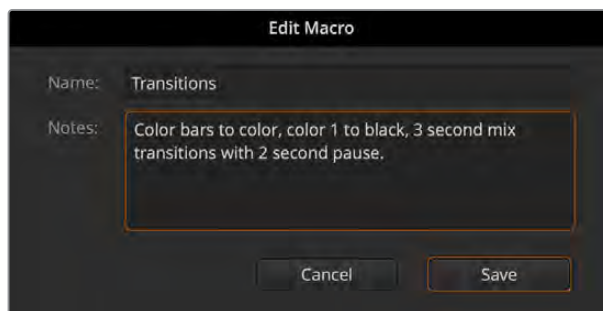 Edit Macro
Name: Transitions
Notes: Color bars to color, color 1 to black, 3 second mix
transitions with 2 second pause.
Cancel Save